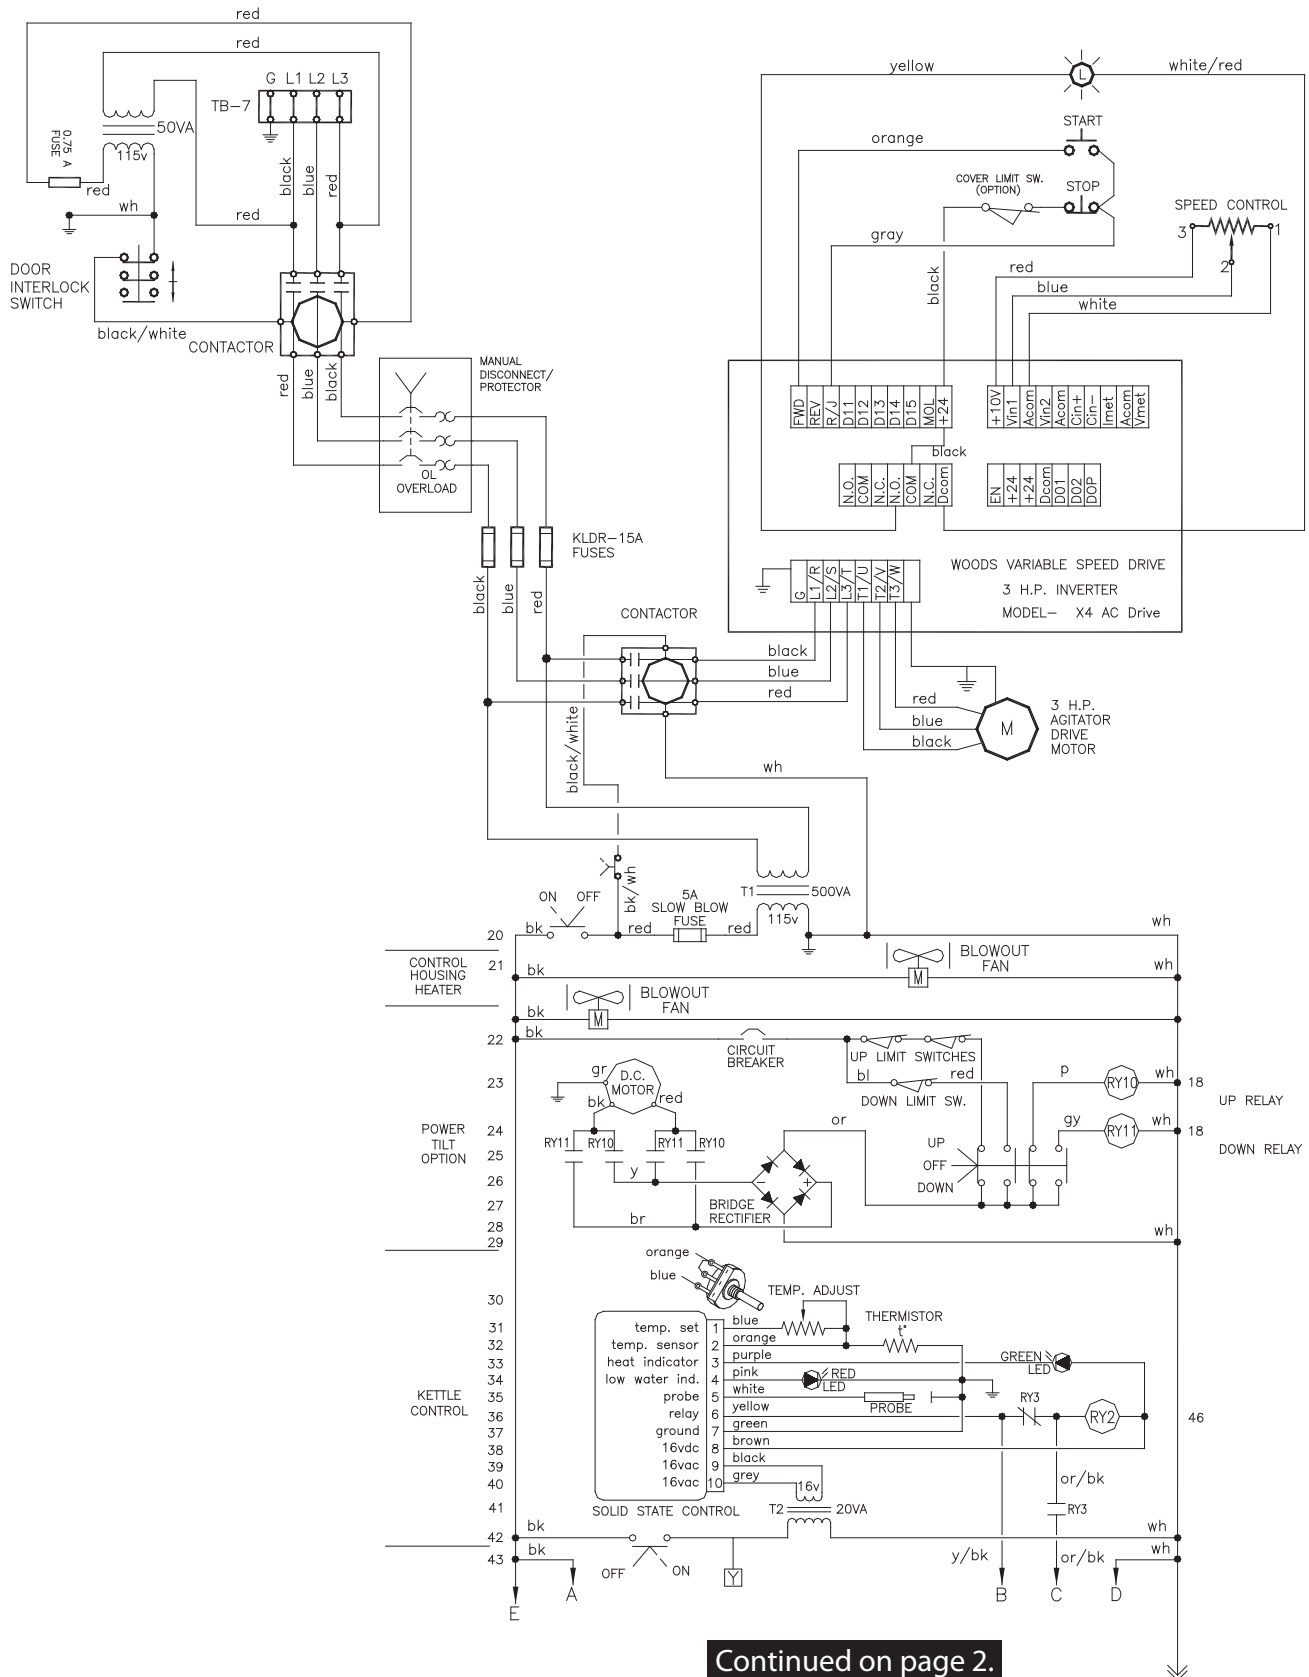 red
red
G L1 L2 L3
TB-7
50VA
0.75 A
FUSE
115v
red
wh
black
blue
red
red
DOOR
INTERLOCK
SWITCH
black/white
CONTACTOR
red
blue
black
MANUAL
DISCONNECT/
PROTECTOR
OL
OVERLOAD
KLDR-15A
FUSES
black
blue
red
yellow
L
white/red
START
orange
COVER LIMIT SW.
(OPTION)
STOP
SPEED CONTROL
3
1
2
gray
black
red
blue
white
FWD
REV
R/J
D11
D12
D13
D14
D15
MOL
+24
+10V
Vin1
Acom
Vin2
Acom
Cin+
Cin-
Imet
Acom
Vmet
black
N.O.
COM
N.C.
N.O.
COM
N.C.
Dcom
EN
+24
+24
Dcom
D01
D02
DOP
G
L1/R
L2/S
L3/T
T1/U
T2/V
T3/W
WOODS VARIABLE SPEED DRIVE
3 H.P. INVERTER
MODEL- X4 AC Drive
CONTACTOR
black
blue
red
red
blue
black
M
3 H.P.
AGITATOR
DRIVE
MOTOR
black/white
wh
ON OFF
bk/wh
5A
SLOW BLOW
FUSE
T1
500VA
115v
20
bk
red
red
wh
CONTROL
HOUSING
HEATER
21
bk
M
BLOWOUT
FAN
wh
bk
M
BLOWOUT
FAN
22
bk
CIRCUIT
BREAKER
UP LIMIT SWITCHES
23
gr
D.C.
MOTOR
bk
red
bl
red
DOWN LIMIT SW.
p
RY10
wh
18
UP RELAY
POWER
TILT
OPTION
24
RY11
RY10
RY11
RY10
or
gy
RY11
wh
18
DOWN RELAY
25
UP
OFF
DOWN
26
y
- +
27
BRIDGE
RECTIFIER
28
br
29
wh
orange
blue
30
TEMP. ADJUST
THERMISTOR
t°
31
temp. set 1 blue
32
temp. sensor 2 orange
33
heat indicator 3 purple
GREEN
LED
34
low water ind. 4 pink
RED
LED
KETTLE
CONTROL
35
probe 5 white
PROBE
RY3
36
relay 6 yellow
RY2
46
37
ground 7 green
38
16vdc 8 brown
39
16vac 9 black
40
16vac 10 grey
16v
or/bk
41
SOLID STATE CONTROL
T2
20VA
RY3
42
bk
wh
43
bk
OFF ON
Y
y/bk
or/bk
wh
E
A
B
C
D
Continued on page 2.